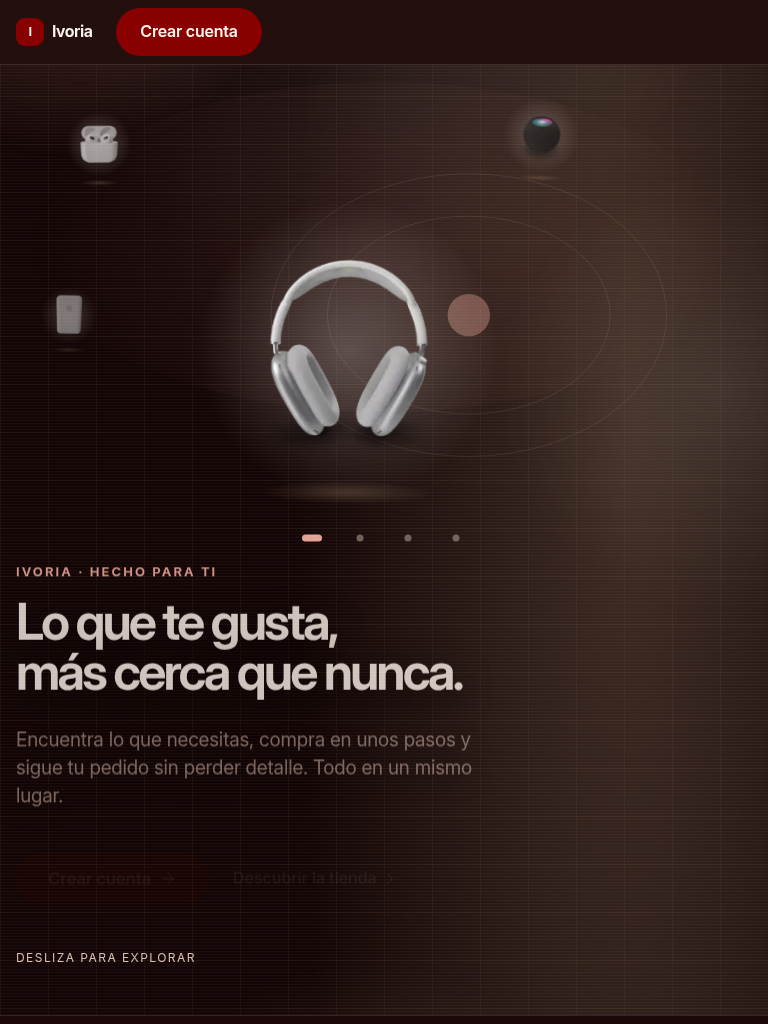 I Ivoria Crear cuenta
IVORIA · HECHO PARA TI
Lo que te gusta,
más cerca que nunca.
Encuentra lo que necesitas, compra en unos pasos y
sigue tu pedido sin perder detalle. Todo en un mismo
lugar.
Crear cuenta → Descubrir la tienda >
DESLIZA PARA EXPLORAR